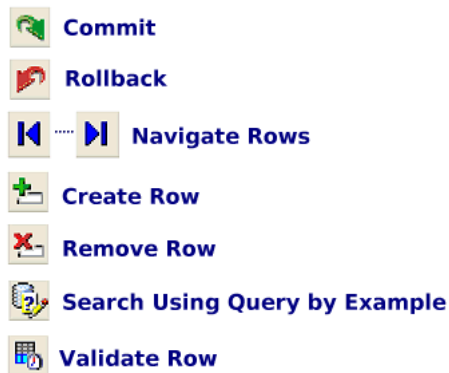 Commit
Rollback
Navigate Rows
Create Row
Remove Row
Search Using Query by Example
Validate Row